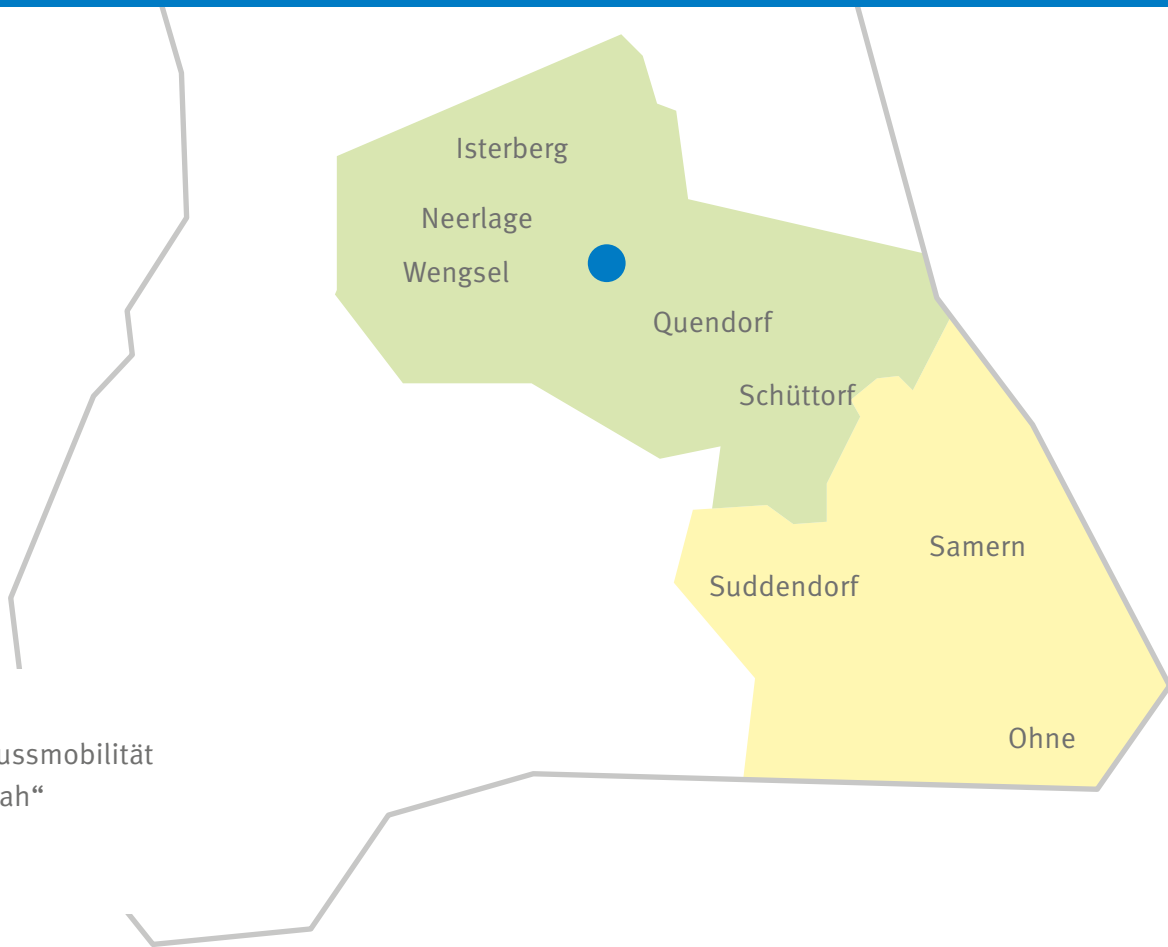 Isterberg
Neerlage
Wengsel
Quendorf
Schüttorf
Samern
Suddendorf
Ohne
ussmobilität
ah“